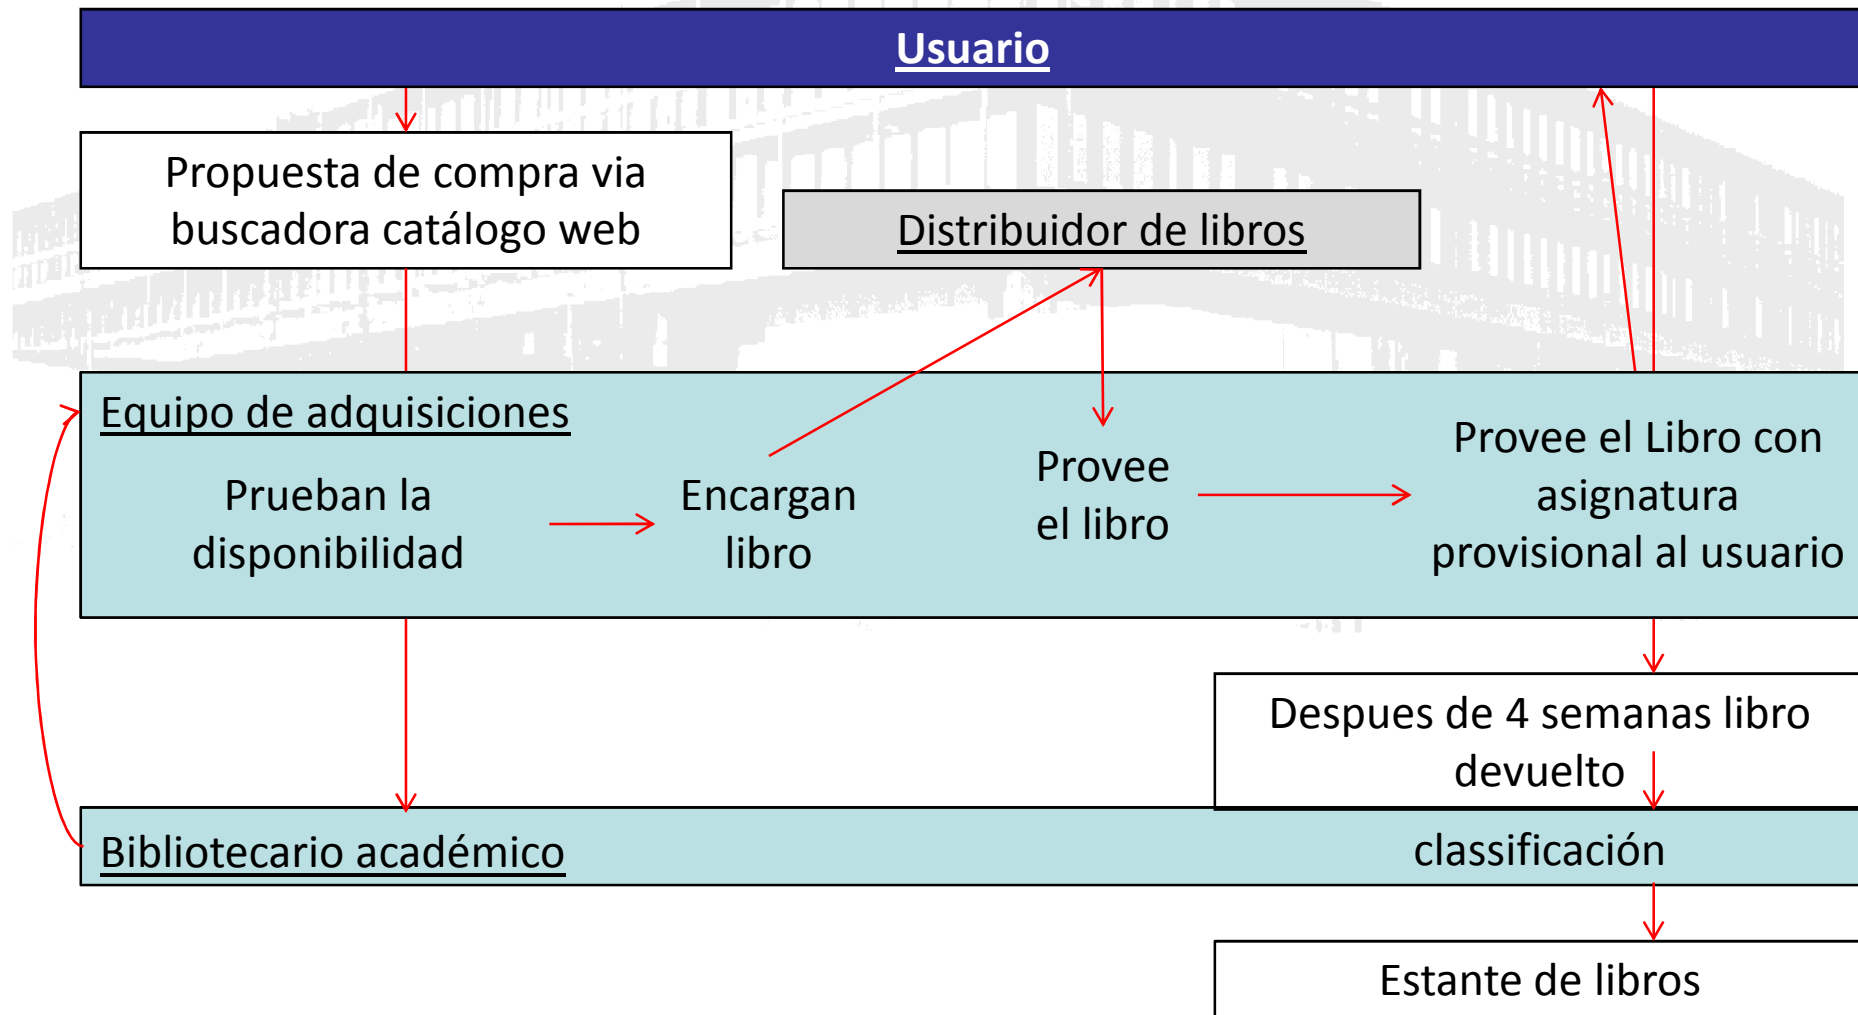 Usuario
Propuesta de compra via
buscadora catálogo web
Distribuidor de libros
Equipo de adquisiciones
Prueban la
disponibilidad
Encargan
libro
Provee
el libro
Provee el Libro con
asignatura
provisional al usuario
Despues de 4 semanas libro
devuelto
Bibliotecario académico
classificación
Estante de libros